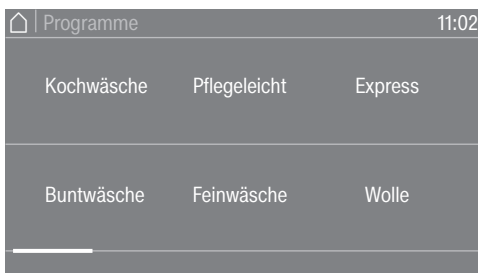 Programme 11:02
Kochwäsche Pflegeleicht Express
Buntwäsche Feinwäsche Wolle